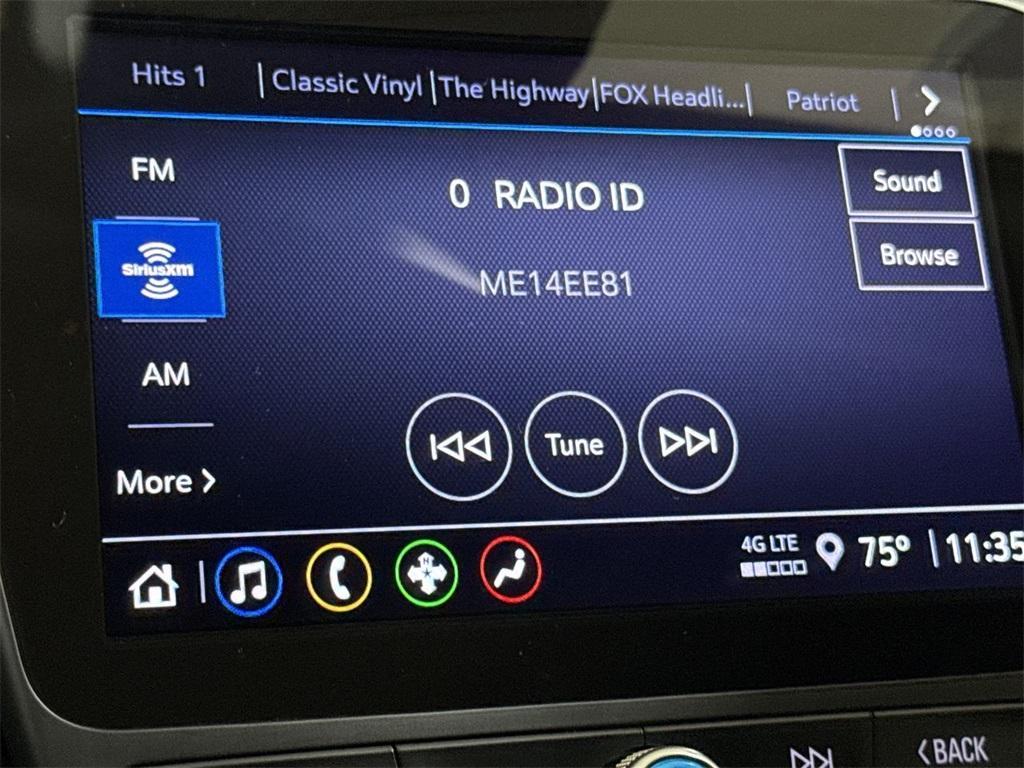 Hits 1 Classic Vinyl The Highway FOX Headli... Patriot
FM
0 RADIO ID
Sound
SiriusXM
ME14EE81
Browse
AM
Tune
More
4G LTE
75° 11:35
BACK